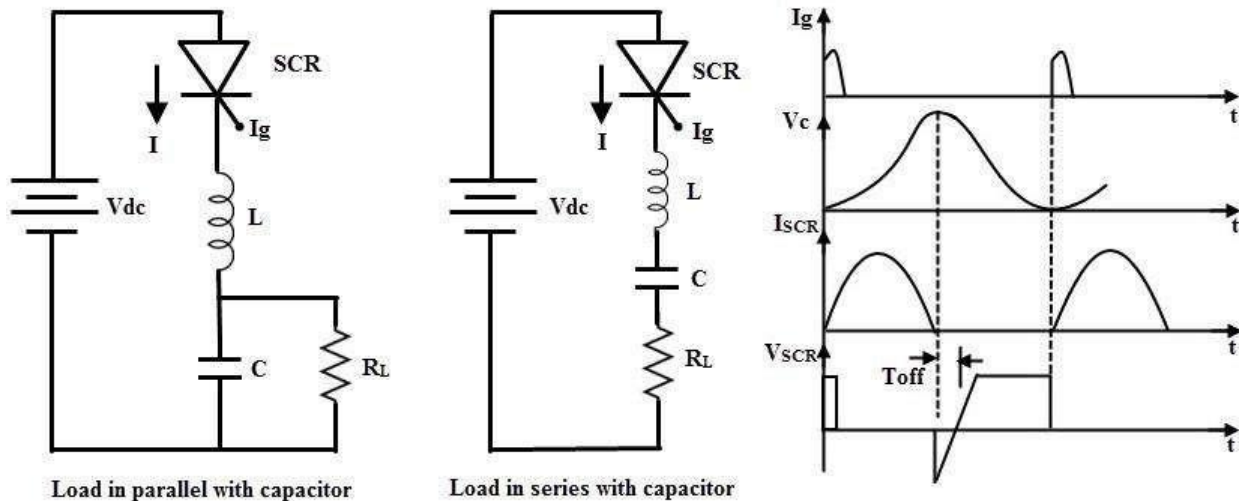 SCR
I
Ig
Vdc
L
C
RL
Load in parallel with capacitor
SCR
I
Ig
Vdc
L
C
RL
Load in series with capacitor
Ig
t
Vc
t
ISCR
t
VSCR
Toff
t